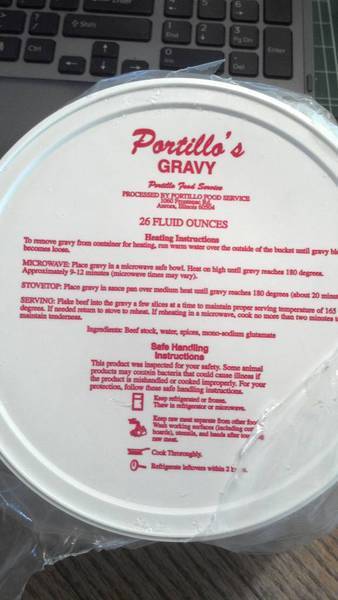 Portillo's
GRAVY
Portillo Food Service
PROCESSED BY PORTILLO FOOD SERVICE
Aurora, Illinois 60504
26 FLUID OUNCES
Heating Instructions
To remove gravy from container for heating, run warm water over the outside of the bucket until gravy
becomes loose.
MICROWAVE: Place gravy in a microwave safe bowl. Heat on high until gravy reaches 180 degrees.
Approximately 9-12 minutes (microwave times may vary).
STOVETOP: Place gravy in sauce pan over medium heat until gravy reaches 180 degrees (about 20
SERVING: Flake beef into the gravy a few slices at a time to maintain proper serving temperature of 165
degrees. If needed return to stove to reheat. If reheating in a microwave, cook no more than two minutes
maintain tenderness.
Ingredients: Beef stock, water, spices, mono-sodium glutamate
Safe Handling
Instructions
This product was inspected for your safety. Some animal
products may contain bacteria that could cause illness if
the product is mishandled or cooked improperly. For your
protection, follow these safe handling instructions.
Keep refrigerated or frozen.
Thaw in refrigerator or microwave.
Keep raw meat separate from other
Wash working surfaces (including
boards), utensils, and hands after
raw meat.
Cook Thoroughly.
Refrigerate leftovers within 2
Shift
Ctrl
Enter